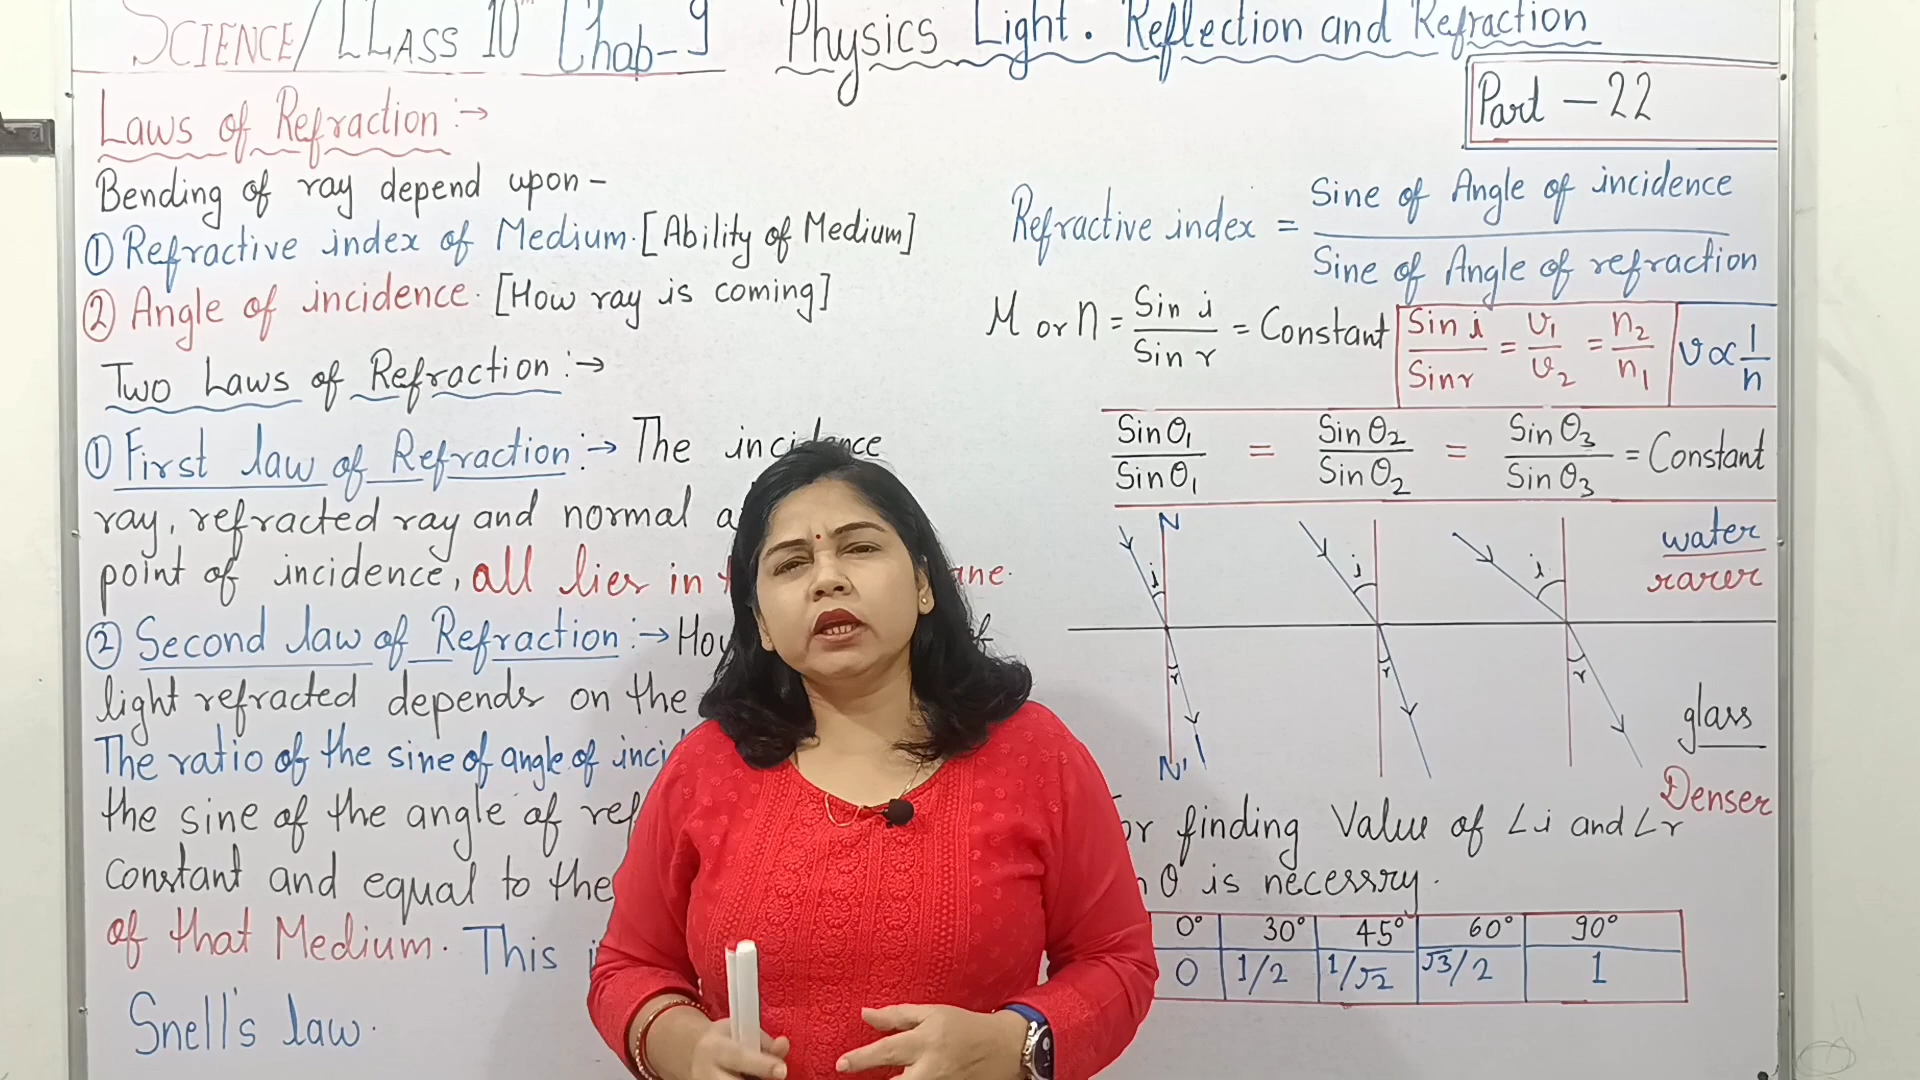 SCIENCE/CLASS 10th Chap-9 Physics Light. Reflection and Refraction
Part - 22
Laws of Refraction :->
Bending of ray depend upon -
① Refractive index of Medium. [Ability of Medium]
② Angle of incidence. [How ray is coming]
Two Laws of Refraction :->
① First law of Refraction :-> The incidence
ray, refracted ray and normal
point of incidence, all lies in
② Second law of Refraction :->
light refracted depends on the
The ratio of the sine of angle of
the sine of the angle of
constant and equal to the
of that Medium. This
Snell's law.
Refractive index = Sine of Angle of incidence
Sine of Angle of refraction
M or n = Sin i / Sin r = Constant
Sin i / Sin r = v1 / v2 = n2 / n1
v ∝ 1 / n
Sin θ1 / Sin θ1 = Sin θ2 / Sin θ2 = Sin θ3 / Sin θ3 = Constant
N
i i i
water
rarer
r r r
N'
glass
Denser
finding Value of ∠i and ∠r
θ is necessry.
0° 30° 45° 60° 90°
0 1/2 1/√2 √3/2 1